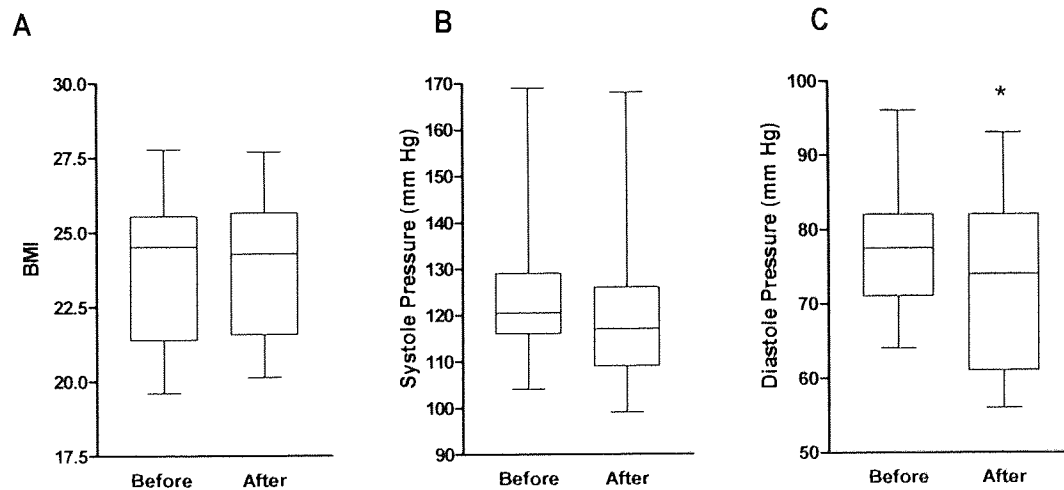 A
BMI
30.0
27.5
25.0
22.5
20.0
17.5
Before After
B
Systole Pressure (mm Hg)
170
160
150
140
130
120
110
100
90
Before After
C
Diastole Pressure (mm Hg)
100
90
80
70
60
50
*
Before After